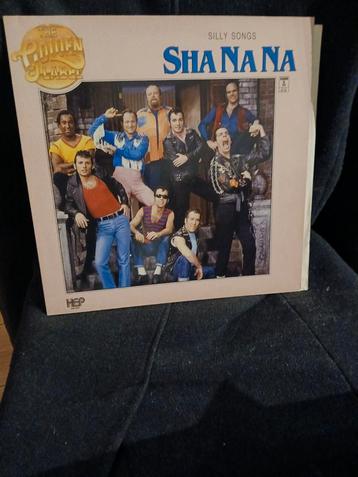 THE
GOLDEN
LABEL
SILLY SONGS
SHA NA NA
HEP